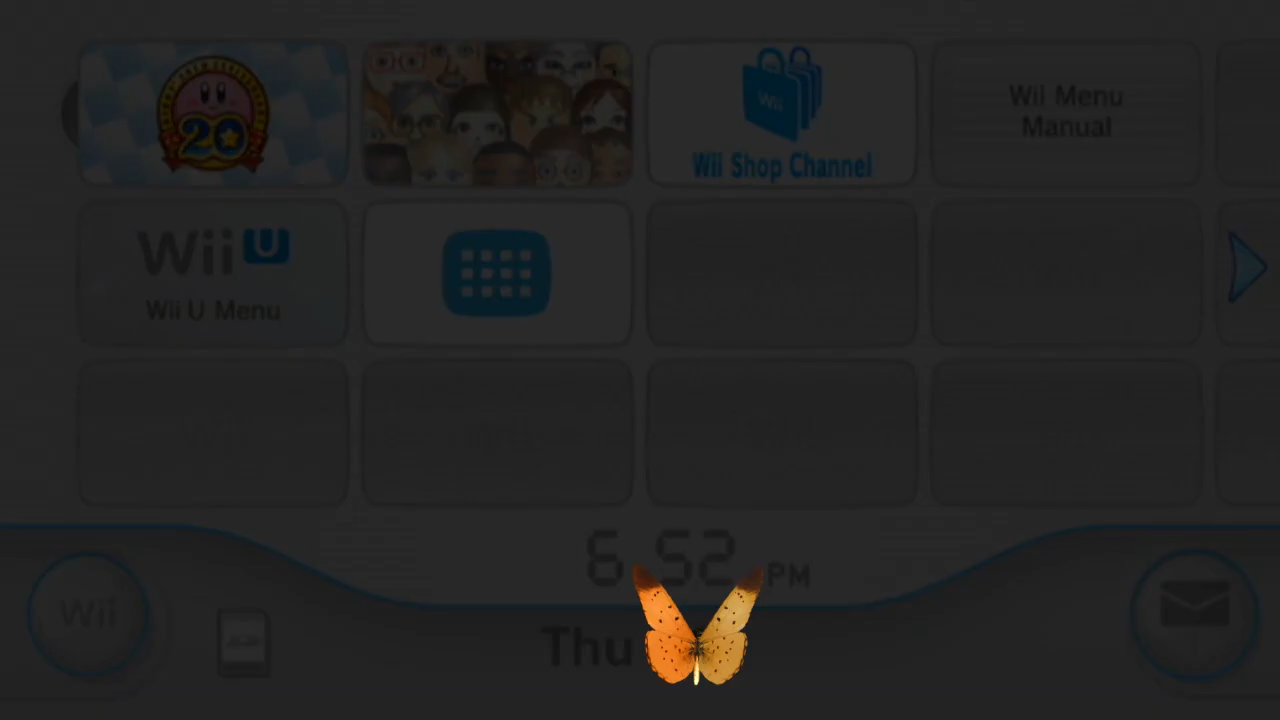 20
Wii
Wii Shop Channel
Wii Menu
Manual
Wii U
Wii U Menu
6 52 PM
Wii
Thu